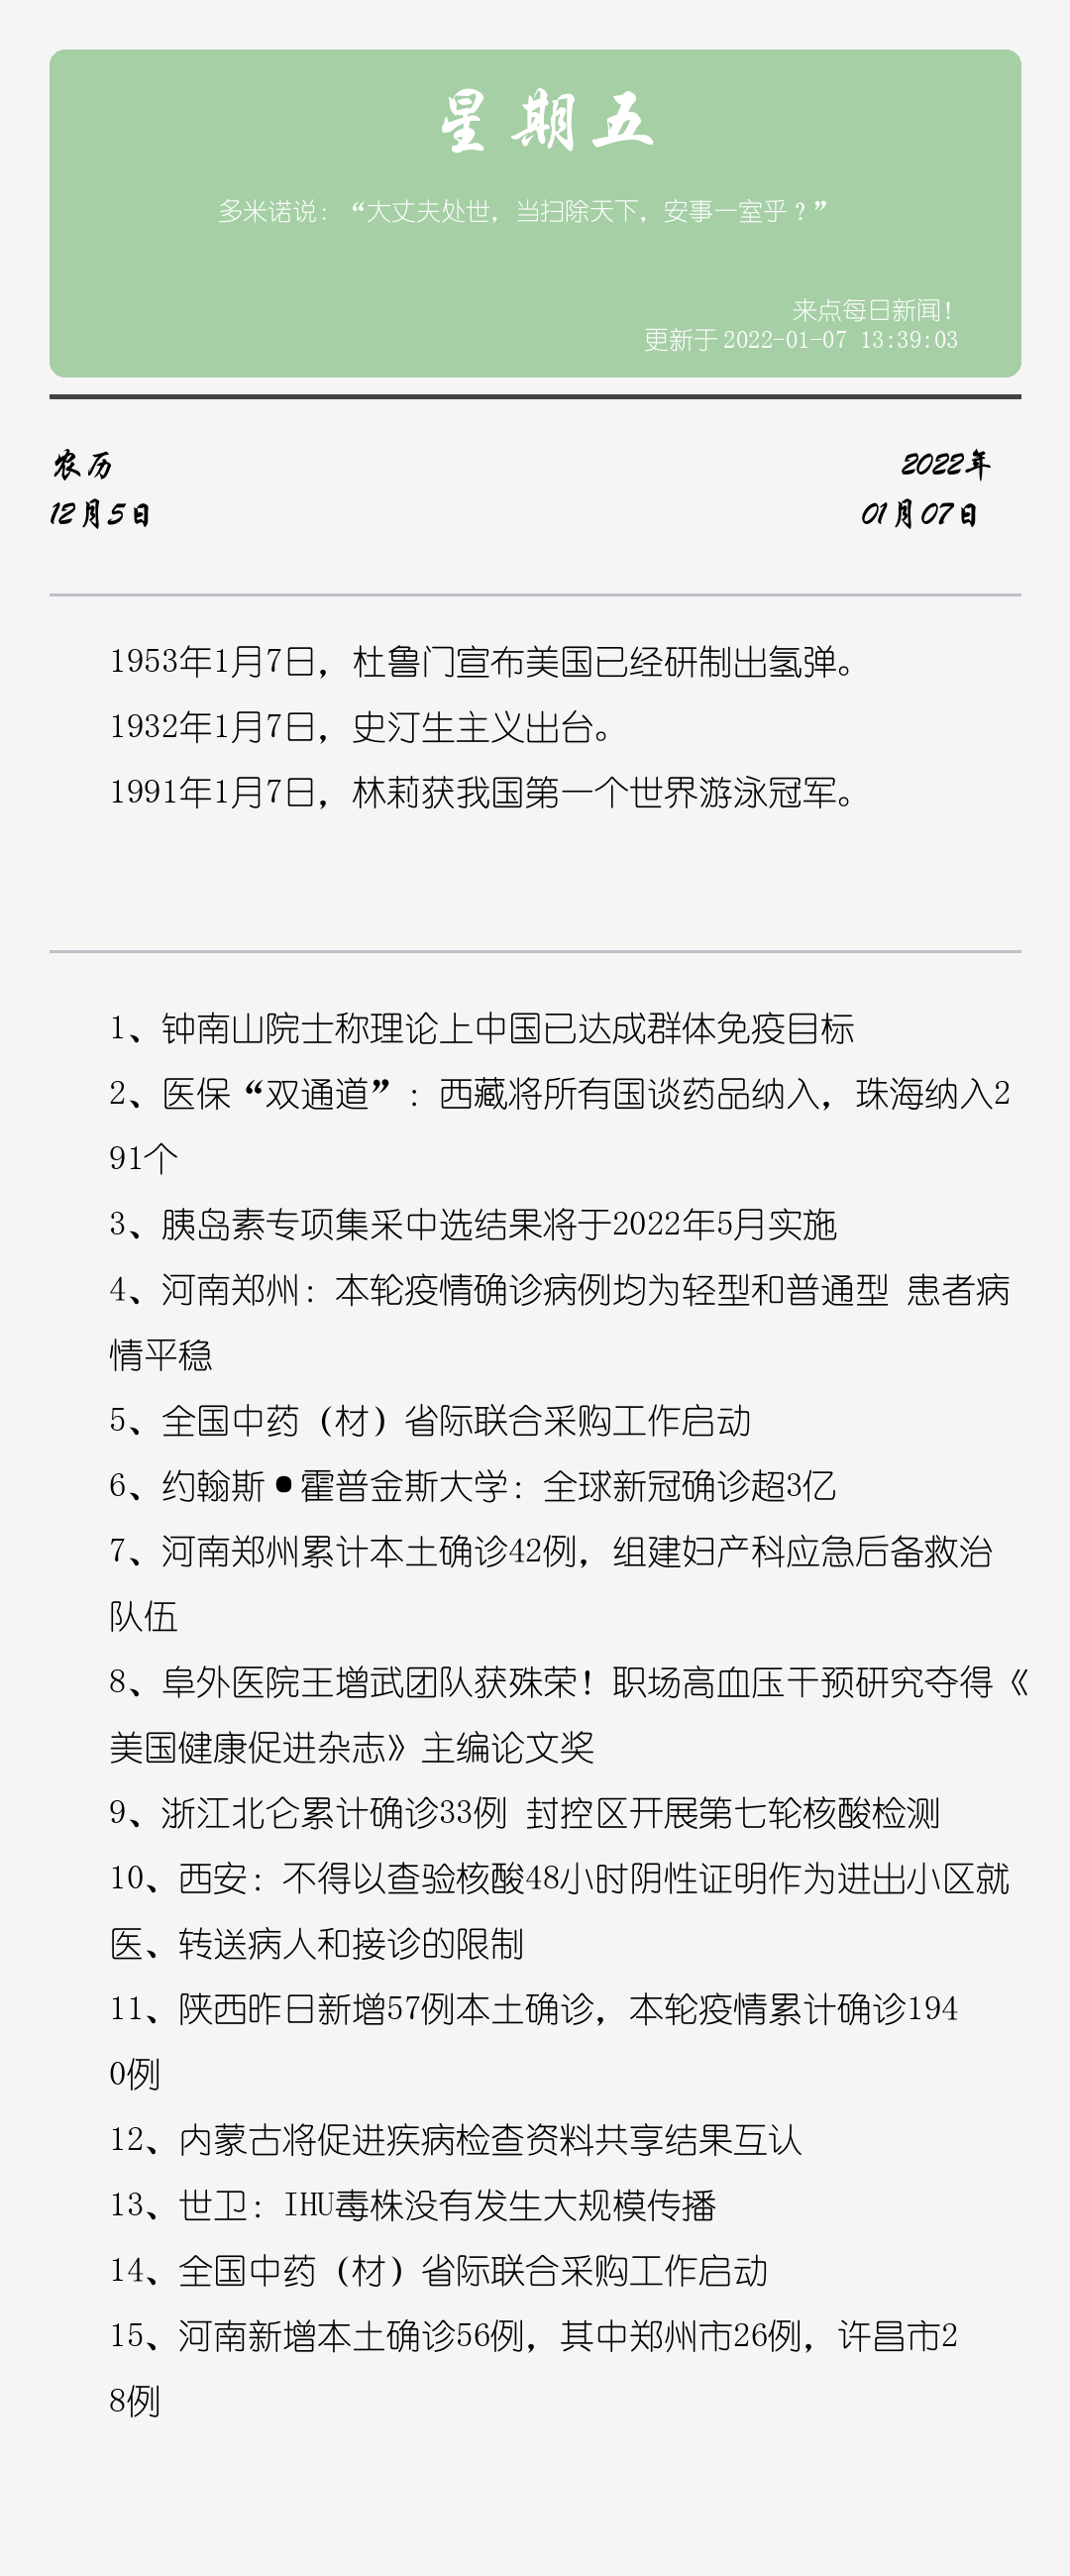 星期五
多米诺说：“大丈夫处世，当扫除天下，安事一室乎？”
来点每日新闻！
更新于2022-01-07 13:39:03
农历
2022年
12月5日
01月07日
1953年1月7日，杜鲁门宣布美国已经研制出氢弹。
1932年1月7日，史汀生主义出台。
1991年1月7日，林莉获我国第一个世界游泳冠军。
1、钟南山院士称理论上中国已达成群体免疫目标
2、医保“双通道”：西藏将所有国谈药品纳入，珠海纳入2
91个
3、胰岛素专项集采中选结果将于2022年5月实施
4、河南郑州：本轮疫情确诊病例均为轻型和普通型 患者病
情平稳
5、全国中药（材）省际联合采购工作启动
6、约翰斯•霍普金斯大学：全球新冠确诊超3亿
7、河南郑州累计本土确诊42例，组建妇产科应急后备救治
队伍
8、阜外医院王增武团队获殊荣！职场高血压干预研究夺得《
美国健康促进杂志》主编论文奖
9、浙江北仑累计确诊33例 封控区开展第七轮核酸检测
10、西安：不得以查验核酸48小时阴性证明作为进出小区就
医、转送病人和接诊的限制
11、陕西昨日新增57例本土确诊，本轮疫情累计确诊194
0例
12、内蒙古将促进疾病检查资料共享结果互认
13、世卫：IHU毒株没有发生大规模传播
14、全国中药（材）省际联合采购工作启动
15、河南新增本土确诊56例，其中郑州市26例，许昌市2
8例